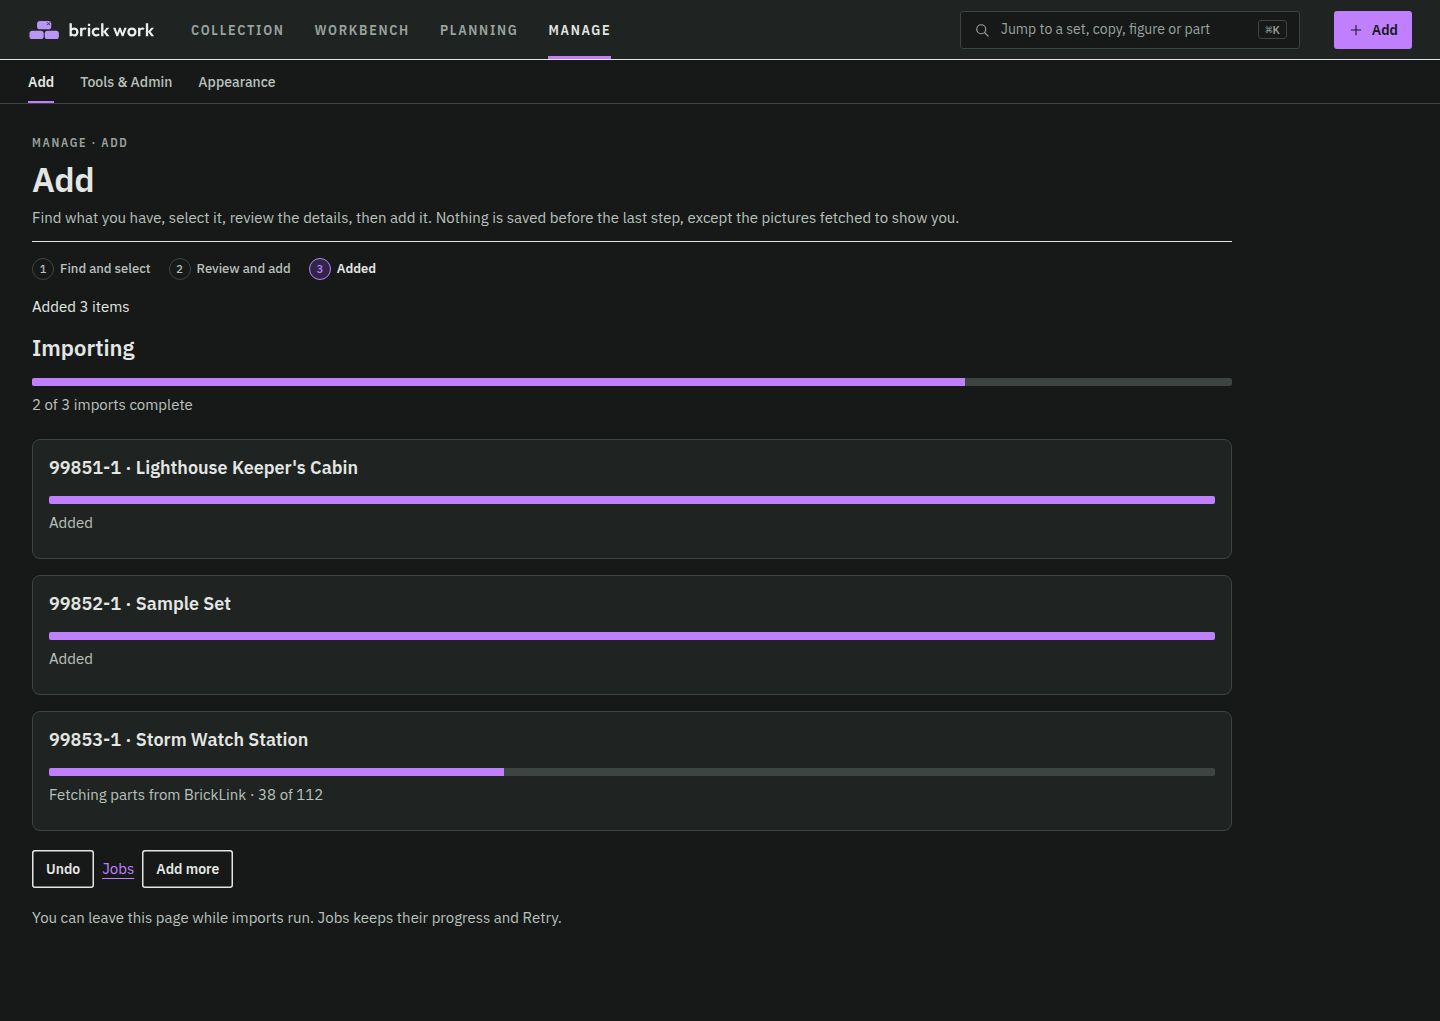 brick work
COLLECTION
WORKBENCH
PLANNING
MANAGE
Jump to a set, copy, figure or part
⌘K
+ Add
Add
Tools & Admin
Appearance
MANAGE · ADD
Add
Find what you have, select it, review the details, then add it. Nothing is saved before the last step, except the pictures fetched to show you.
1 Find and select
2 Review and add
3 Added
Added 3 items
Importing
2 of 3 imports complete
99851-1 · Lighthouse Keeper's Cabin
Added
99852-1 · Sample Set
Added
99853-1 · Storm Watch Station
Fetching parts from BrickLink · 38 of 112
Undo
Jobs
Add more
You can leave this page while imports run. Jobs keeps their progress and Retry.